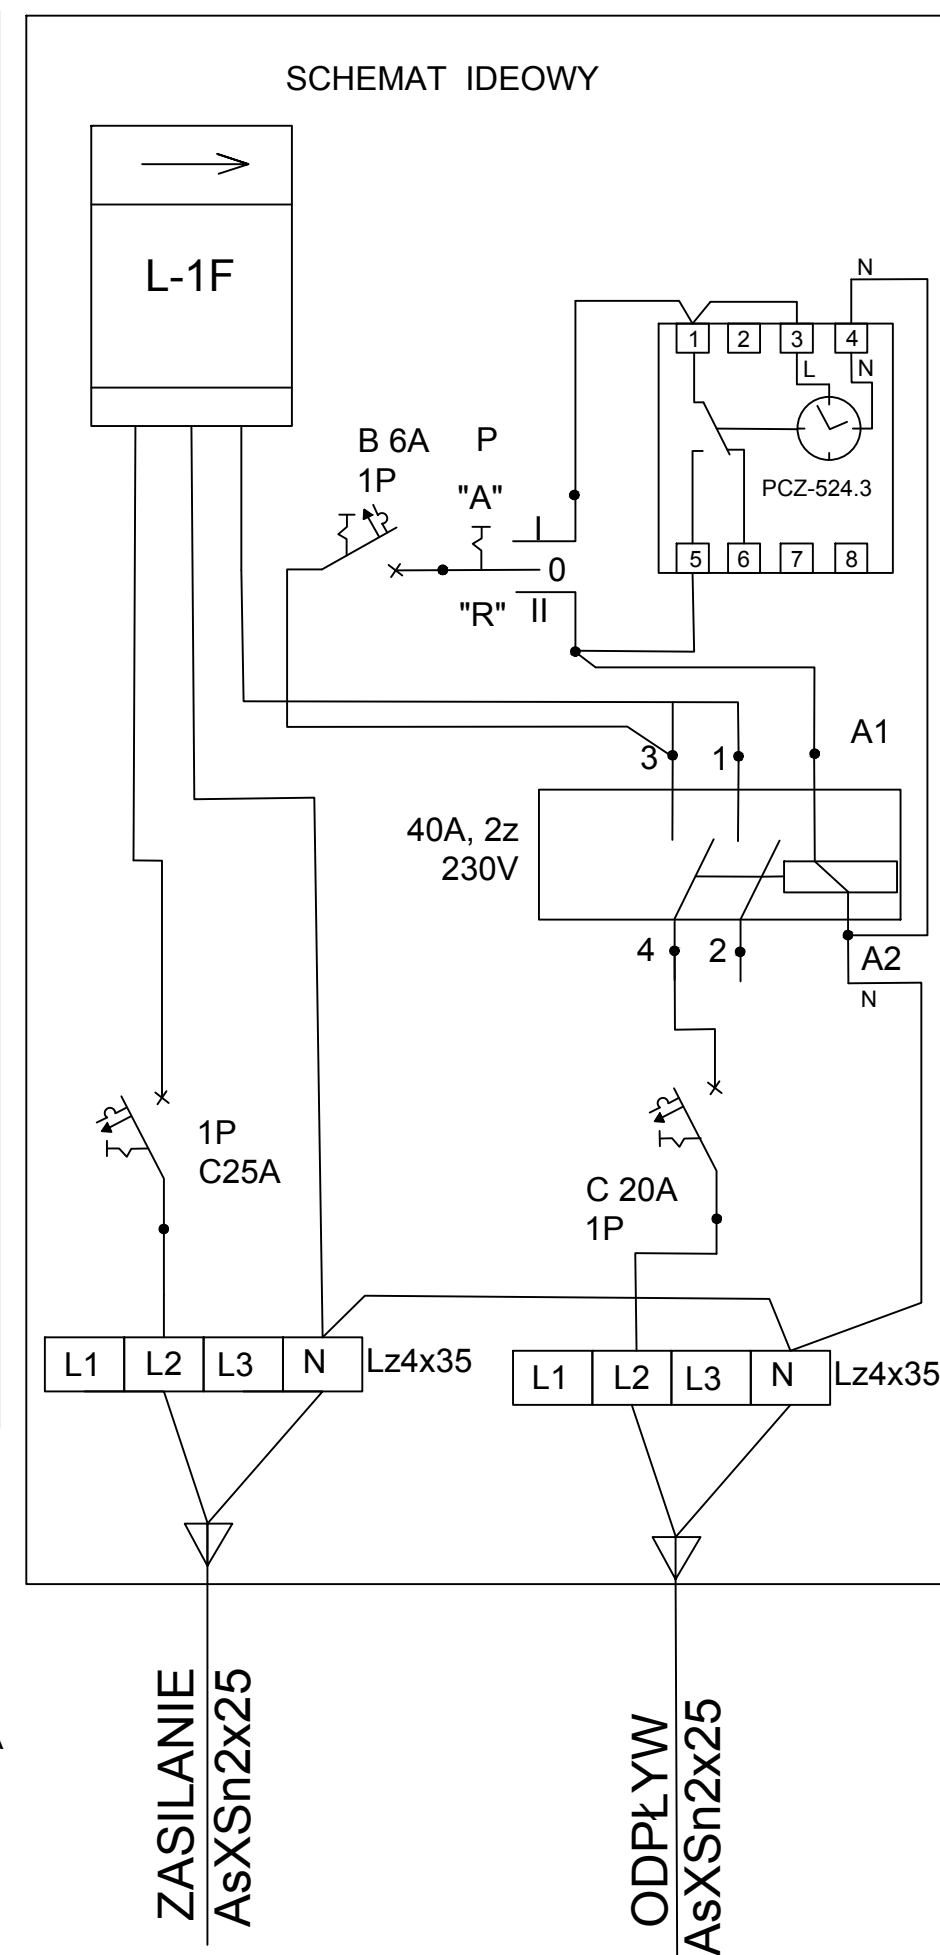 SCHEMAT IDEOWY
L-1F
N
1 2 3 4
L N
PCZ-524.3
5 6 7 8
B 6A
1P
P
"A"
I
0
"R" II
3 1 A1
40A, 2z
230V
4 2 A2
N
1P
C25A
C 20A
1P
L1 L2 L3 N Lz4x35
L1 L2 L3 N Lz4x35
ZASILANIE
AsXSn2x25
ODPŁYW
AsXSn2x25